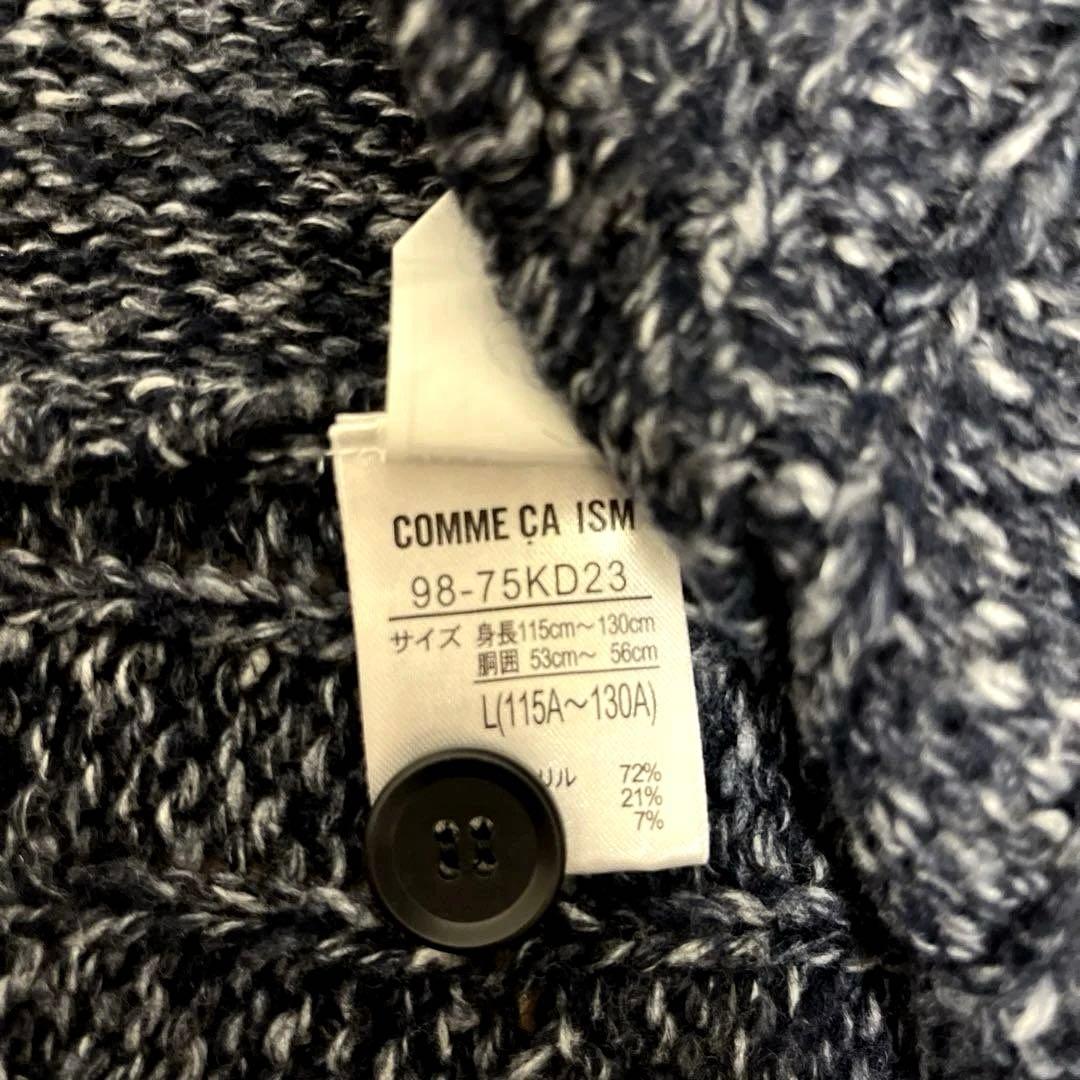 COMME ÇA ISM
98-75KD23
サイズ 身長115cm～130cm
胴囲 53cm～ 56cm
L(115A～130A)
リル 72%
21%
7%